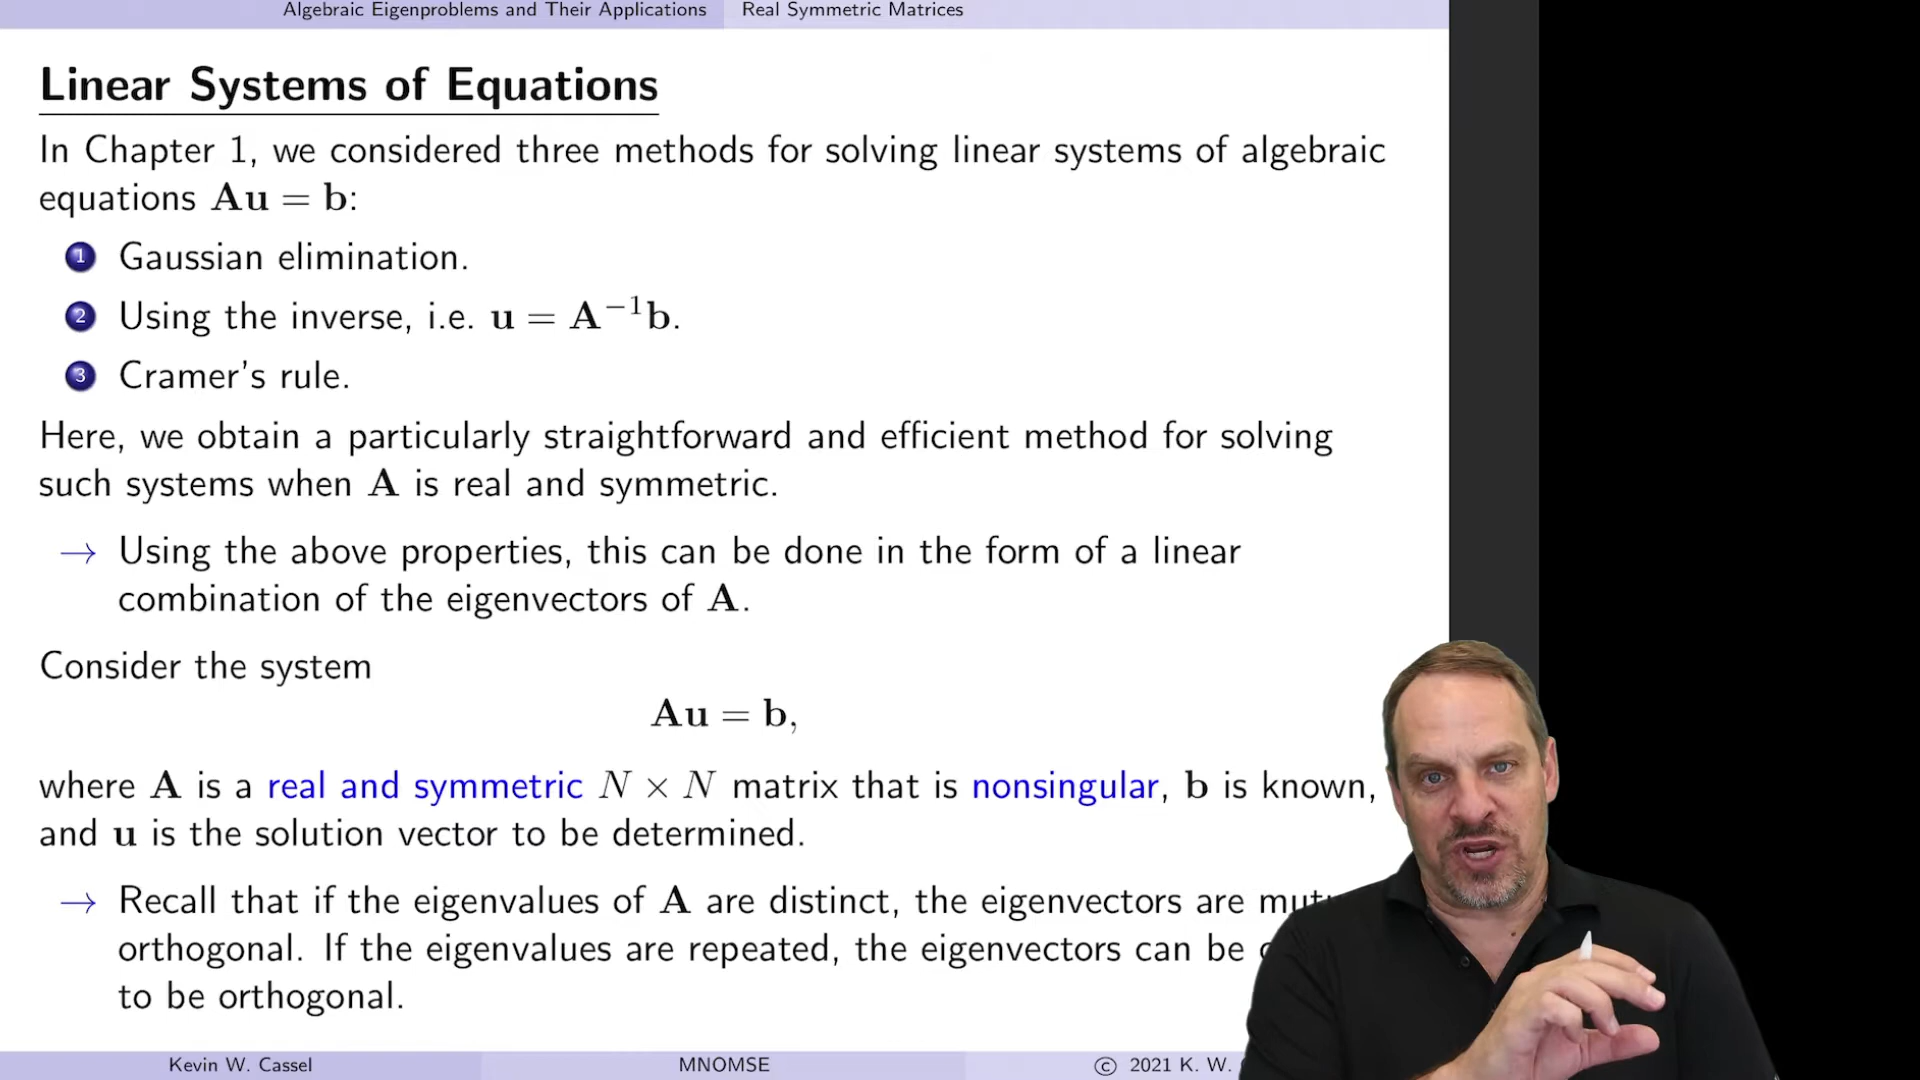 Algebraic Eigenproblems and Their Applications Real Symmetric Matrices
Linear Systems of Equations
In Chapter 1, we considered three methods for solving linear systems of algebraic
equations Au = b:
1 Gaussian elimination.
2 Using the inverse, i.e. u = A⁻¹b.
3 Cramer's rule.
Here, we obtain a particularly straightforward and efficient method for solving
such systems when A is real and symmetric.
→ Using the above properties, this can be done in the form of a linear
combination of the eigenvectors of A.
Consider the system
Au = b,
where A is a real and symmetric N × N matrix that is nonsingular, b is known,
and u is the solution vector to be determined.
→ Recall that if the eigenvalues of A are distinct, the eigenvectors are
orthogonal. If the eigenvalues are repeated, the eigenvectors can be
to be orthogonal.
Kevin W. Cassel MNOMSE © 2021 K. W.